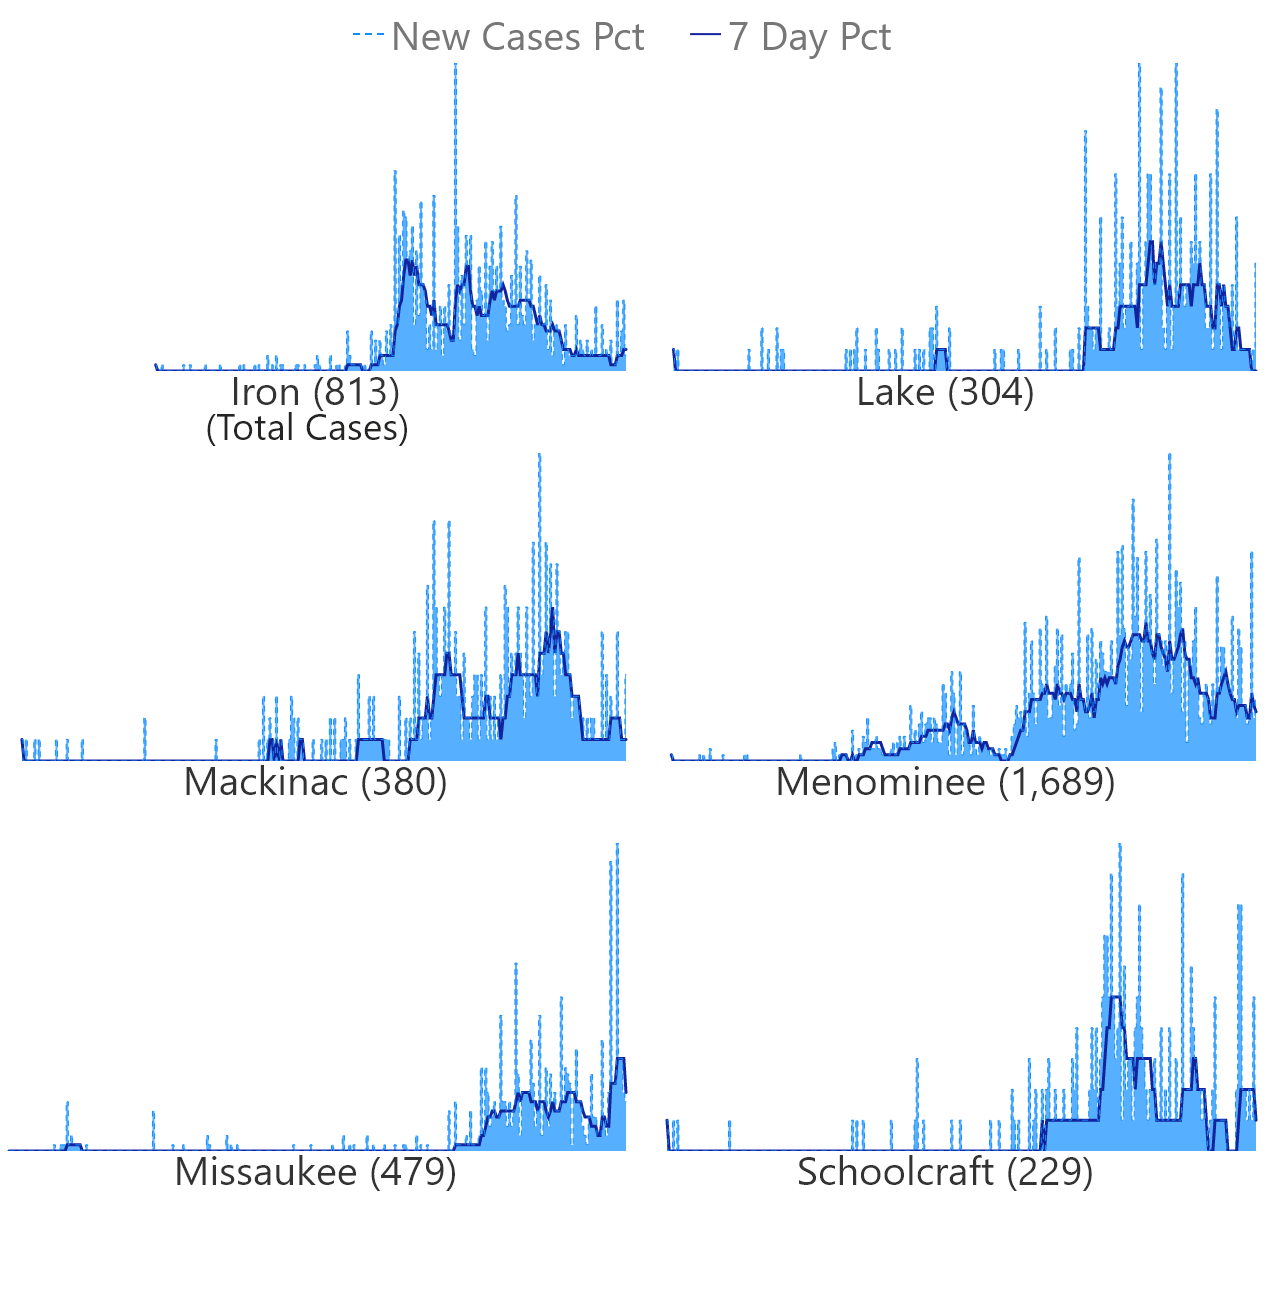 New Cases Pct 7 Day Pct
Iron (813) Lake (304)
(Total Cases)
Mackinac (380) Menominee (1,689)
Missaukee (479) Schoolcraft (229)